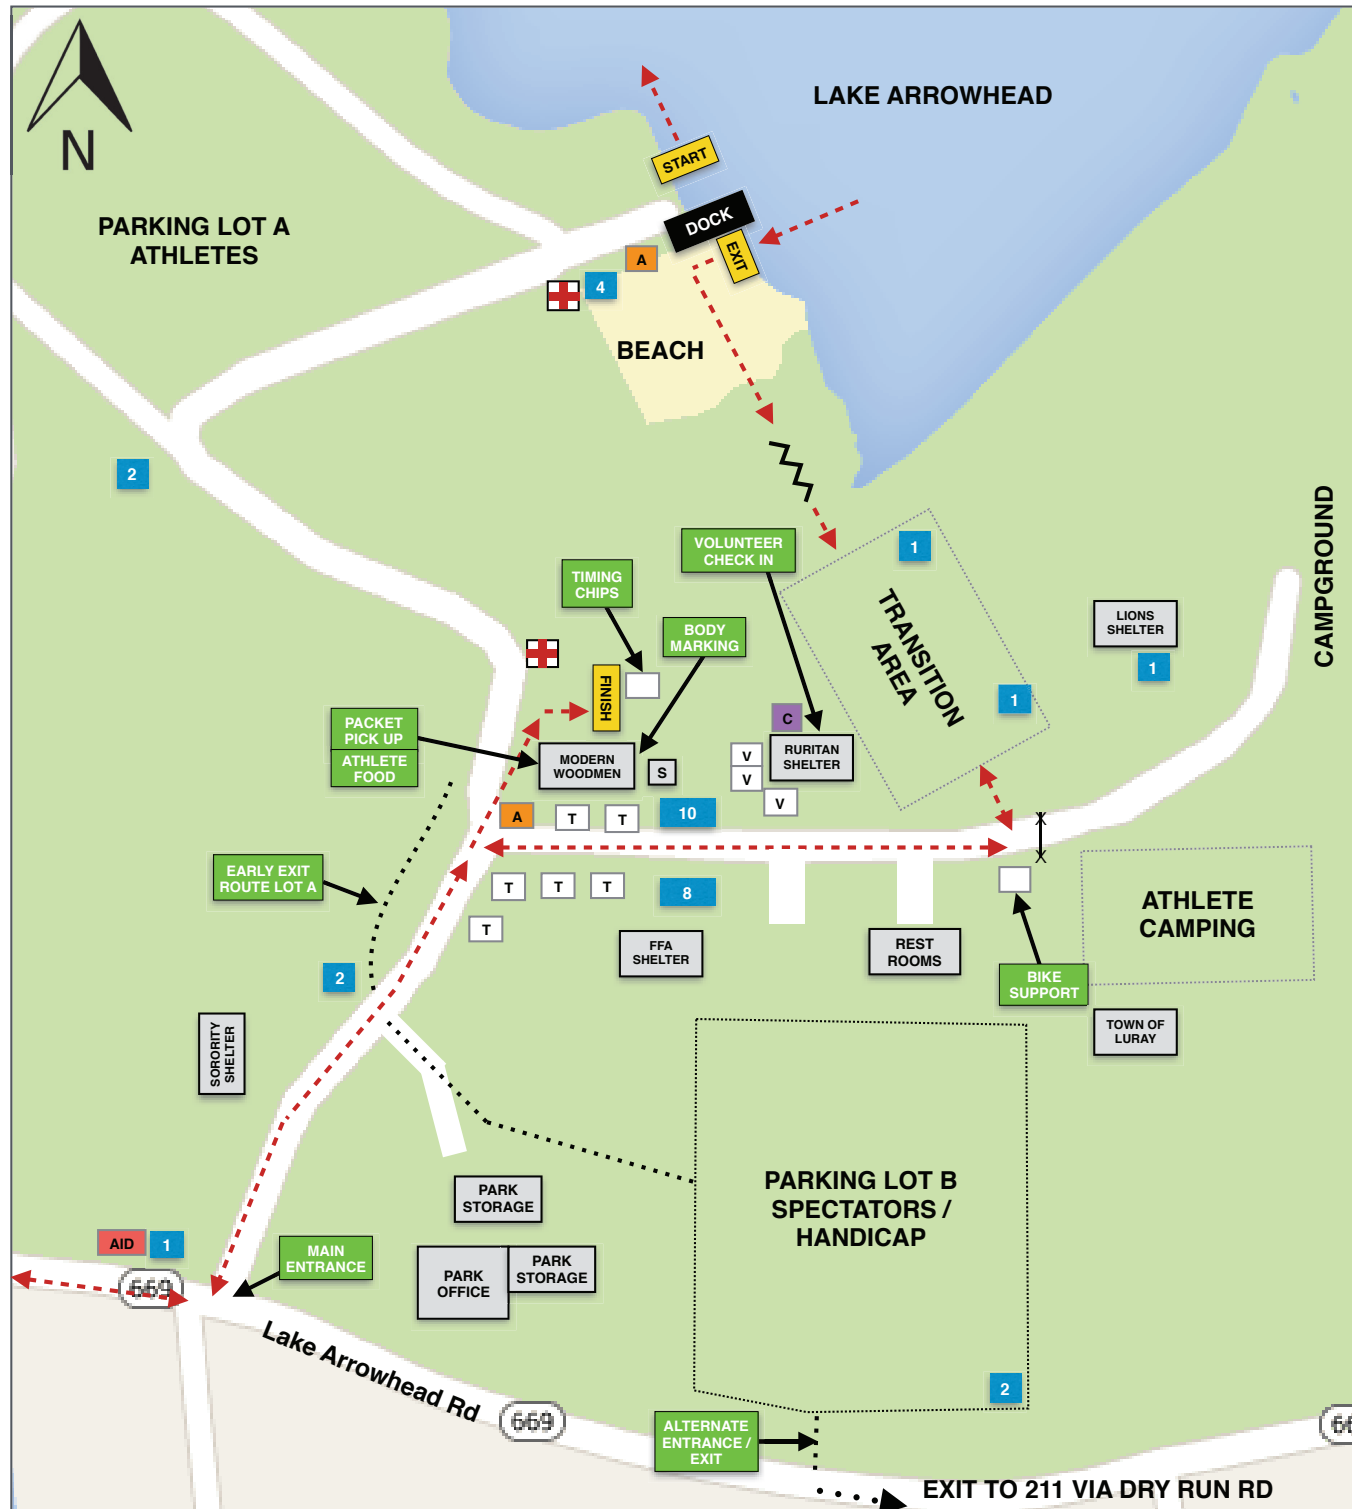 LAKE ARROWHEAD
N
START
DOCK
EXIT
PARKING LOT A
ATHLETES
A
4
BEACH
2
CAMPGROUND
VOLUNTEER
CHECK IN
1
TIMING
CHIPS
BODY
MARKING
TRANSITION
AREA
LIONS
SHELTER
1
1
FINISH
PACKET
PICK UP
ATHLETE
FOOD
MODERN
WOODMEN
S
C
RURITAN
SHELTER
V
V
V
A
T
T
10
X
X
EARLY EXIT
ROUTE LOT A
T
T
T
8
T
ATHLETE
CAMPING
FFA
SHELTER
REST
ROOMS
BIKE
SUPPORT
2
TOWN OF
LURAY
SORORITY
SHELTER
PARKING LOT B
SPECTATORS /
HANDICAP
PARK
STORAGE
AID
1
MAIN
ENTRANCE
PARK
OFFICE
PARK
STORAGE
669
Lake Arrowhead Rd
669
2
ALTERNATE
ENTRANCE /
EXIT
66
EXIT TO 211 VIA DRY RUN RD